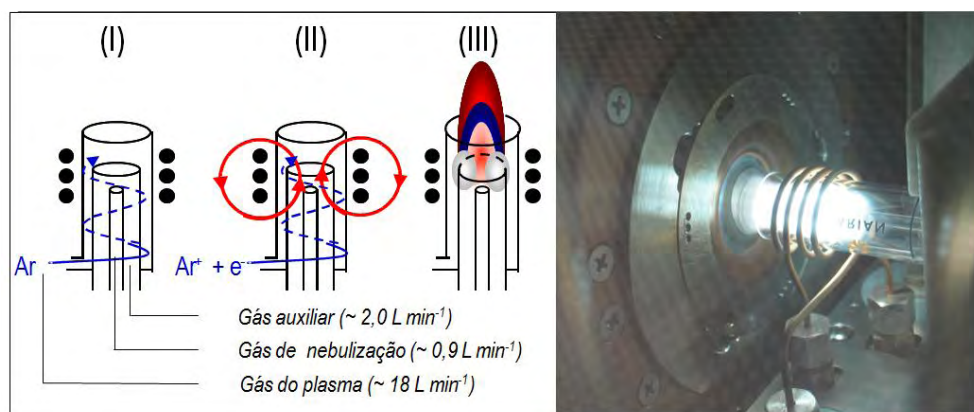 (I) (II) (III)
Ar Ar⁺ + e⁻
Gás auxiliar (~ 2,0 L min⁻¹)
Gás de nebulização (~ 0,9 L min⁻¹)
Gás do plasma (~ 18 L min⁻¹)
ARIAN